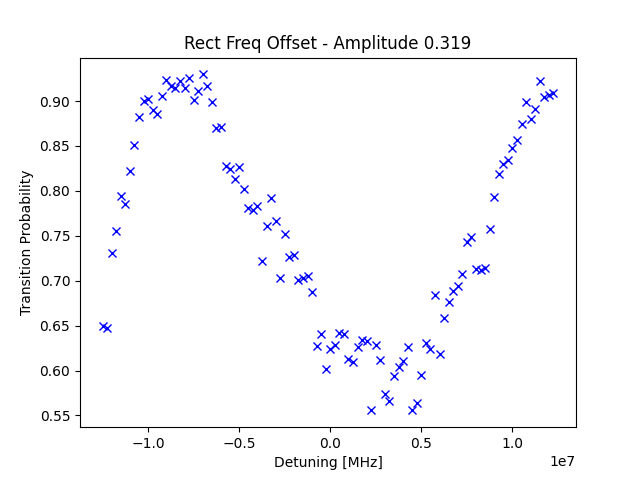 Rect Freq Offset - Amplitude 0.319
Transition Probability
0.90
0.85
0.80
0.75
0.70
0.65
0.60
0.55
−1.0 −0.5 0.0 0.5 1.0
1e7
Detuning [MHz]